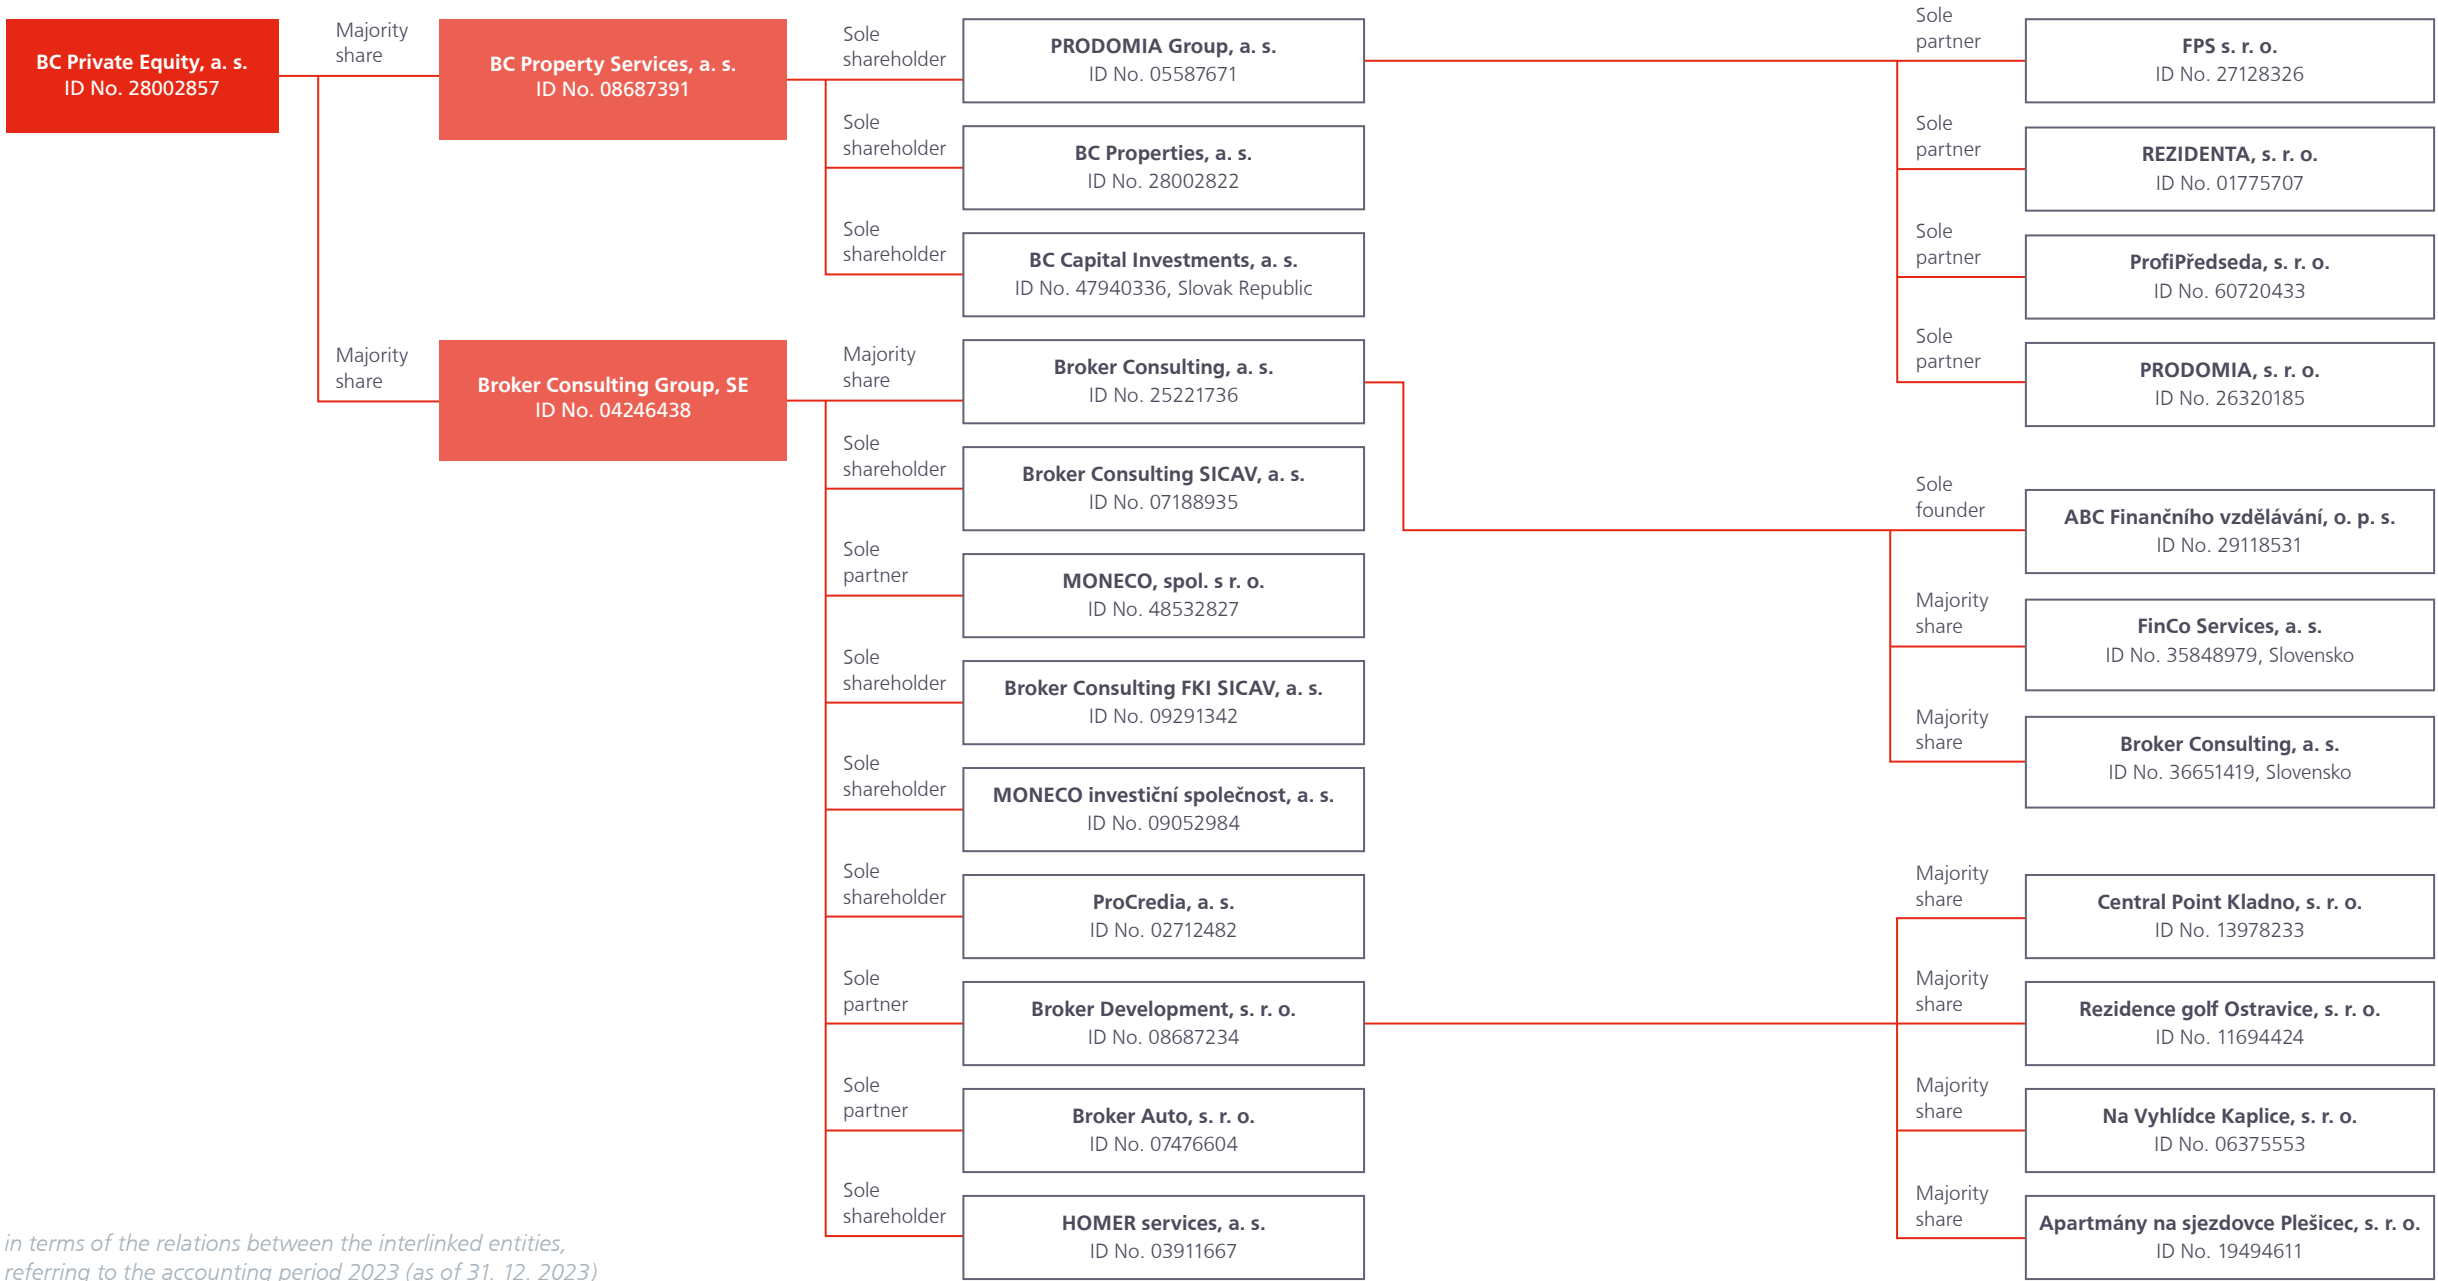 BC Private Equity, a. s.
ID No. 28002857
Majority
share
BC Property Services, a. s.
ID No. 08687391
Majority
share
Broker Consulting Group, SE
ID No. 04246438
Sole
shareholder
PRODOMIA Group, a. s.
ID No. 05587671
Sole
shareholder
BC Properties, a. s.
ID No. 28002822
Sole
shareholder
BC Capital Investments, a. s.
ID No. 47940336, Slovak Republic
Majority
share
Broker Consulting, a. s.
ID No. 25221736
Sole
shareholder
Broker Consulting SICAV, a. s.
ID No. 07188935
Sole
partner
MONECO, spol. s r. o.
ID No. 48532827
Sole
shareholder
Broker Consulting FKI SICAV, a. s.
ID No. 09291342
Sole
shareholder
MONECO investiční společnost, a. s.
ID No. 09052984
Sole
shareholder
ProCredia, a. s.
ID No. 02712482
Sole
partner
Broker Development, s. r. o.
ID No. 08687234
Sole
partner
Broker Auto, s. r. o.
ID No. 07476604
Sole
shareholder
HOMER services, a. s.
ID No. 03911667
Sole
partner
FPS s. r. o.
ID No. 27128326
Sole
partner
REZIDENTA, s. r. o.
ID No. 01775707
Sole
partner
ProfiPředseda, s. r. o.
ID No. 60720433
Sole
partner
PRODOMIA, s. r. o.
ID No. 26320185
Sole
founder
ABC Finančního vzdělávání, o. p. s.
ID No. 29118531
Majority
share
FinCo Services, a. s.
ID No. 35848979, Slovensko
Majority
share
Broker Consulting, a. s.
ID No. 36651419, Slovensko
Majority
share
Central Point Kladno, s. r. o.
ID No. 13978233
Majority
share
Rezidence golf Ostravice, s. r. o.
ID No. 11694424
Majority
share
Na Vyhlídce Kaplice, s. r. o.
ID No. 06375553
Majority
share
Apartmány na sjezdovce Plešicec, s. r. o.
ID No. 19494611
in terms of the relations between the interlinked entities,
referring to the accounting period 2023 (as of 31. 12. 2023)